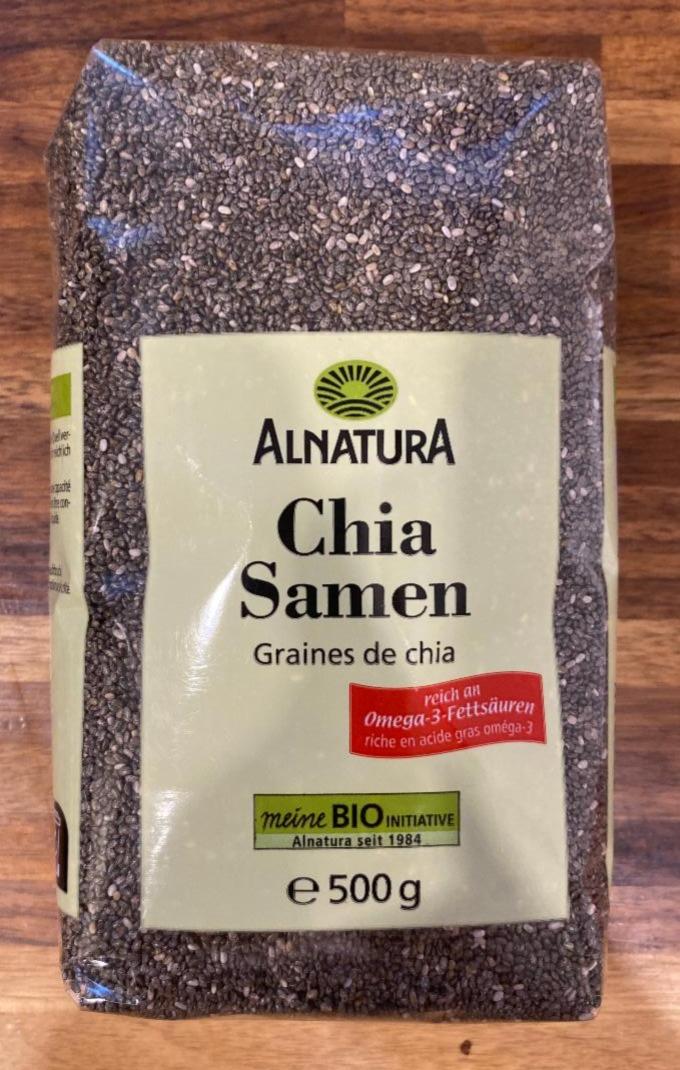 ALNATURA
Chia
Samen
Graines de chia
reich an
Omega-3-Fettsäuren
riche en acide gras oméga-3
meine BIO INITIATIVE
Alnatura seit 1984
e 500 g